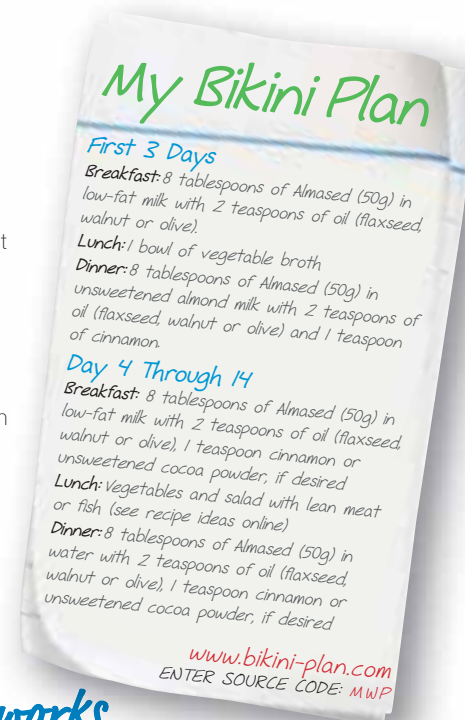 My Bikini Plan
First 3 Days
Breakfast: 8 tablespoons of Almased (50g) in
low-fat milk with 2 teaspoons of oil (flaxseed,
walnut or olive).
Lunch: 1 bowl of vegetable broth
Dinner: 8 tablespoons of Almased (50g) in
unsweetened almond milk with 2 teaspoons of
oil (flaxseed, walnut or olive) and 1 teaspoon
of cinnamon.
Day 4 Through 14
Breakfast: 8 tablespoons of Almased (50g) in
low-fat milk with 2 teaspoons of oil (flaxseed,
walnut or olive), 1 teaspoon cinnamon or
unsweetened cocoa powder, if desired
Lunch: Vegetables and salad with lean meat
or fish (see recipe ideas online)
Dinner: 8 tablespoons of Almased (50g) in
water with 2 teaspoons of oil (flaxseed,
walnut or olive), 1 teaspoon cinnamon or
unsweetened cocoa powder, if desired
www.bikini-plan.com
ENTER SOURCE CODE: MWP